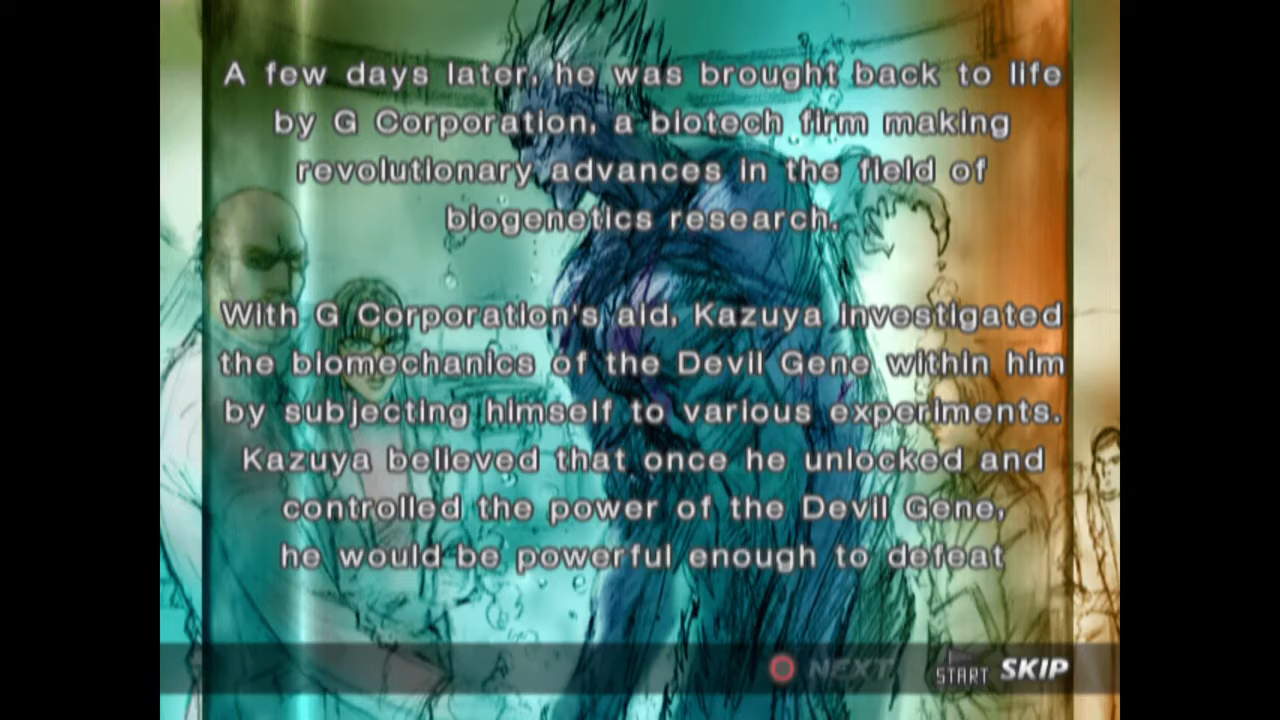 A few days later, he was brought back to life
by G Corporation, a biotech firm making
revolutionary advances in the field of
biogenetics research.
With G Corporation's aid, Kazuya investigated
the biomechanics of the Devil Gene within him
by subjecting himself to various experiments.
Kazuya believed that once he unlocked and
controlled the power of the Devil Gene,
he would be powerful enough to defeat
NEXT START SKIP